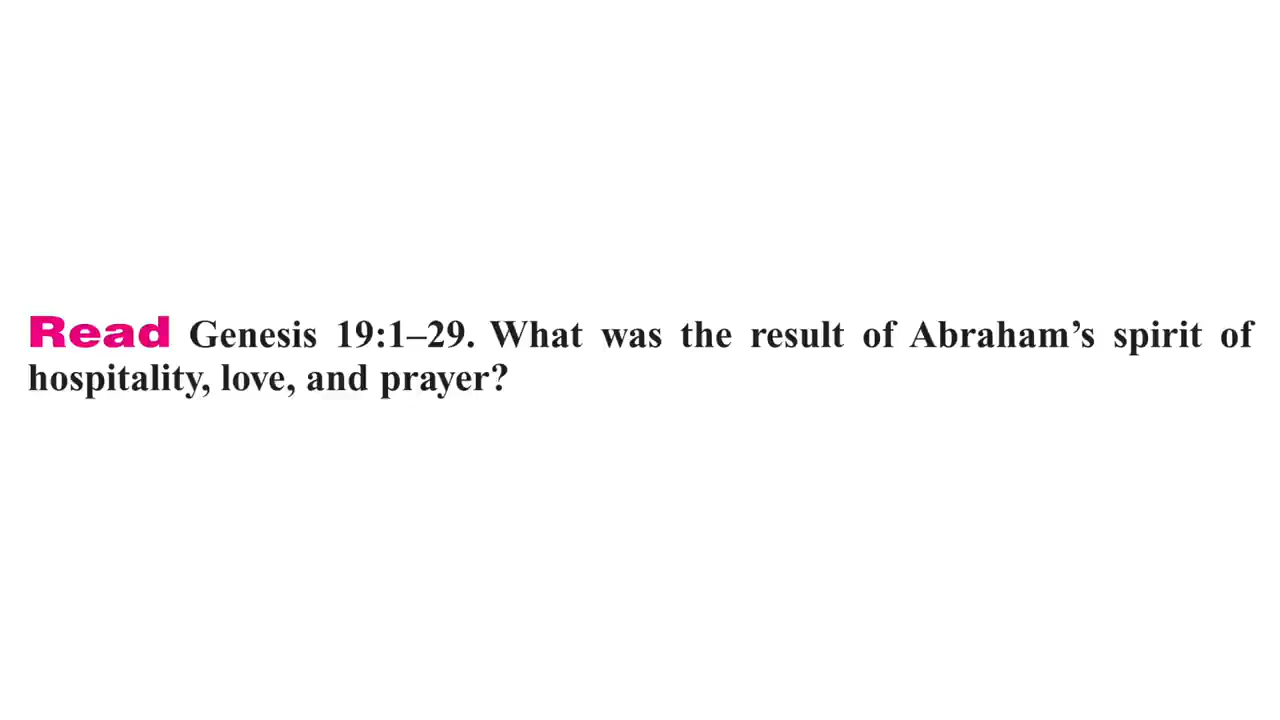 Read Genesis 19:1–29. What was the result of Abraham’s spirit of
hospitality, love, and prayer?